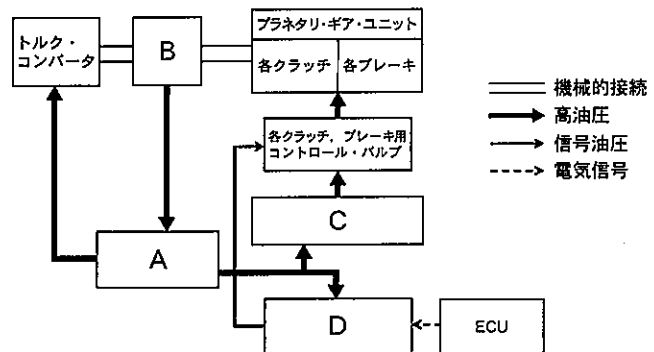 プラネタリ・ギア・ユニット
トルク・
コンバータ
B
各クラッチ
各ブレーキ
機械的接続
高油圧
信号油圧
電気信号
各クラッチ，ブレーキ用
コントロール・バルブ
C
A
D
ECU